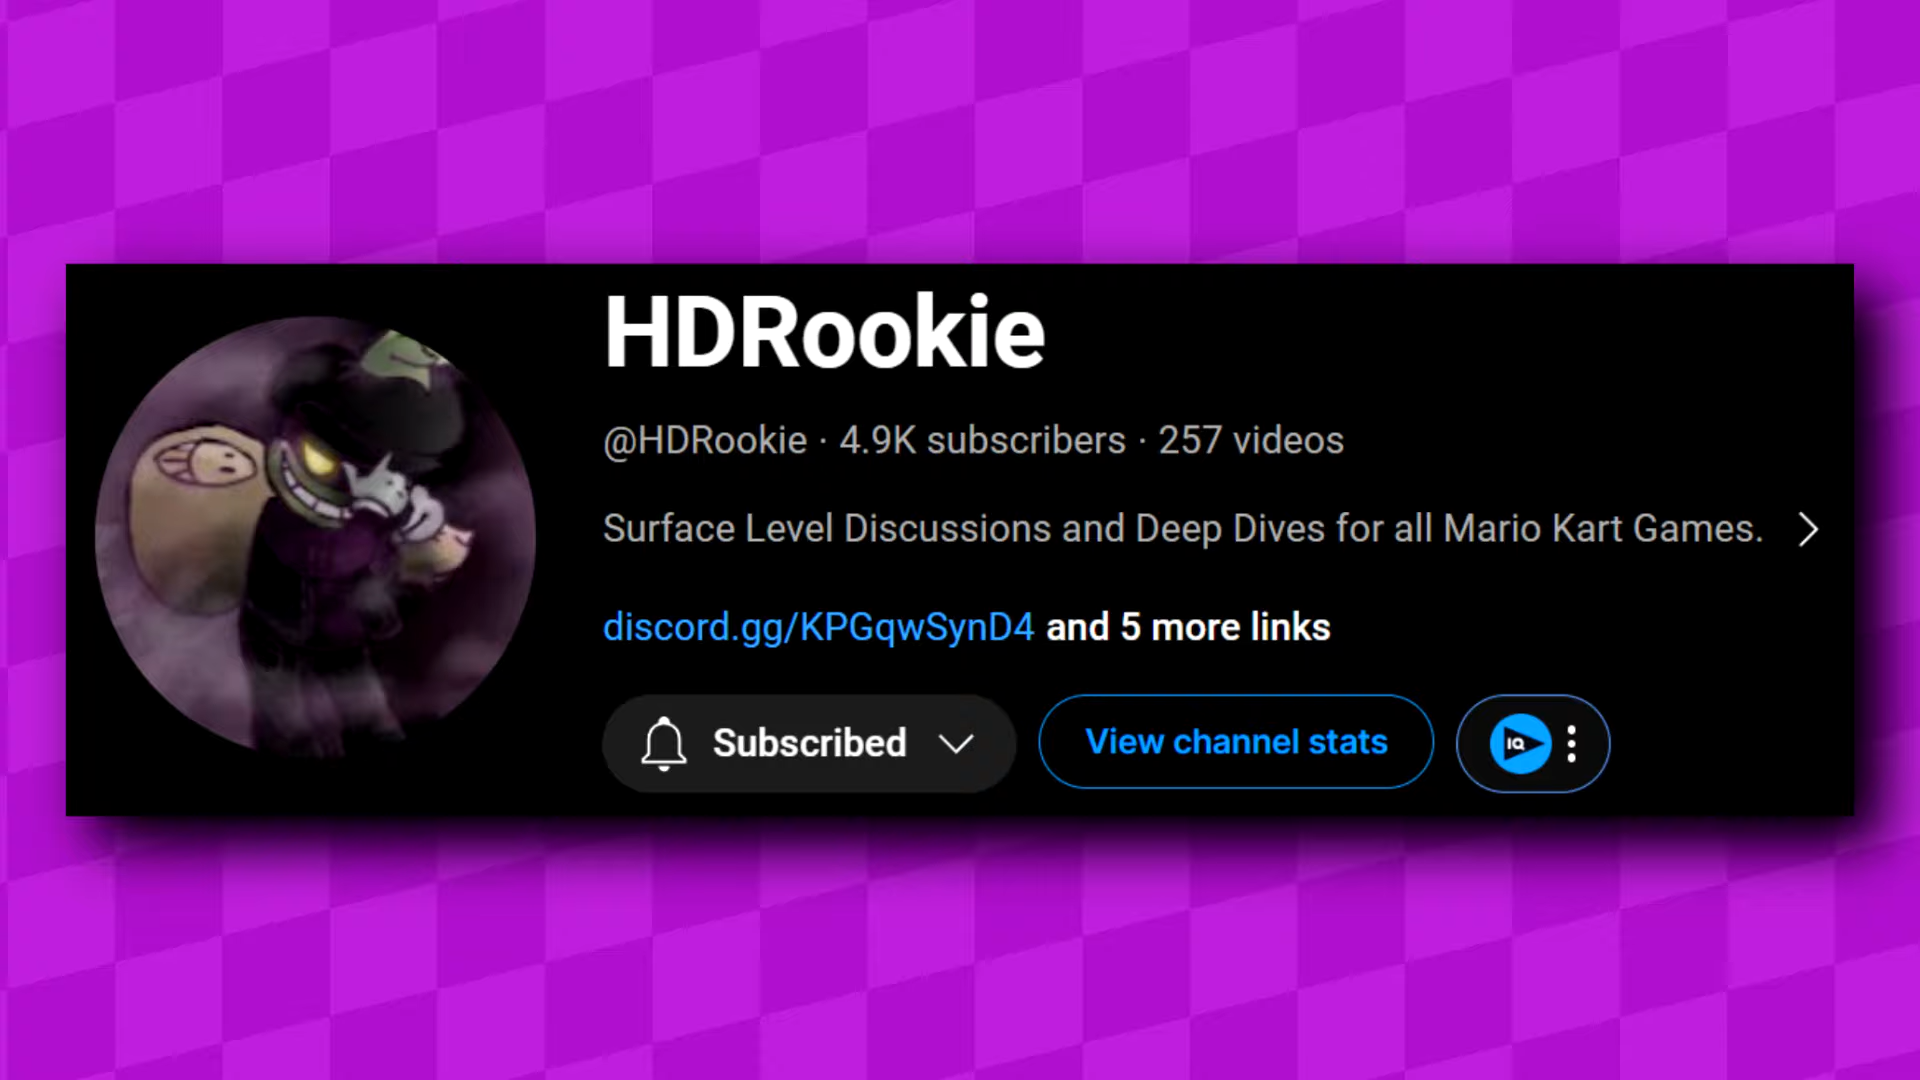 HDRookie
@HDRookie · 4.9K subscribers · 257 videos
Surface Level Discussions and Deep Dives for all Mario Kart Games.
discord.gg/KPGqwSynD4 and 5 more links
Subscribed
View channel stats
IQ